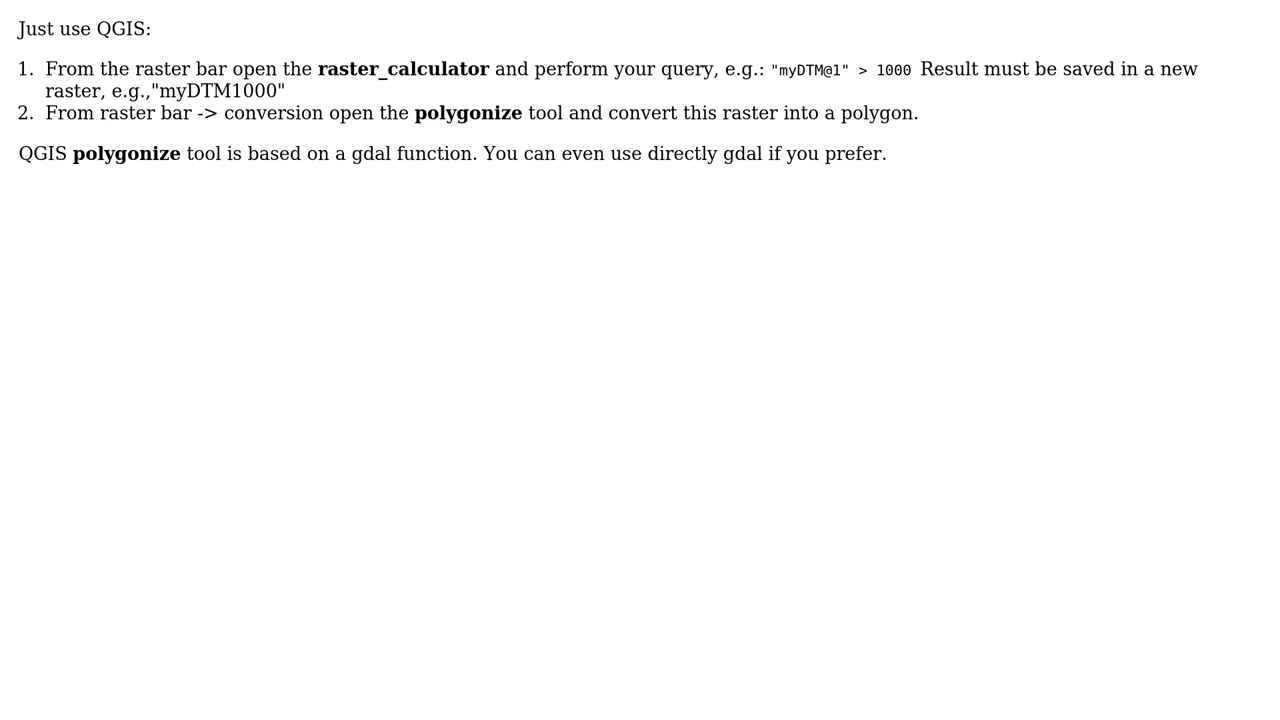 Just use QGIS:
1. From the raster bar open the raster_calculator and perform your query, e.g.: "myDTM@1" > 1000 Result must be saved in a new
raster, e.g.,"myDTM1000"
2. From raster bar -> conversion open the polygonize tool and convert this raster into a polygon.
QGIS polygonize tool is based on a gdal function. You can even use directly gdal if you prefer.